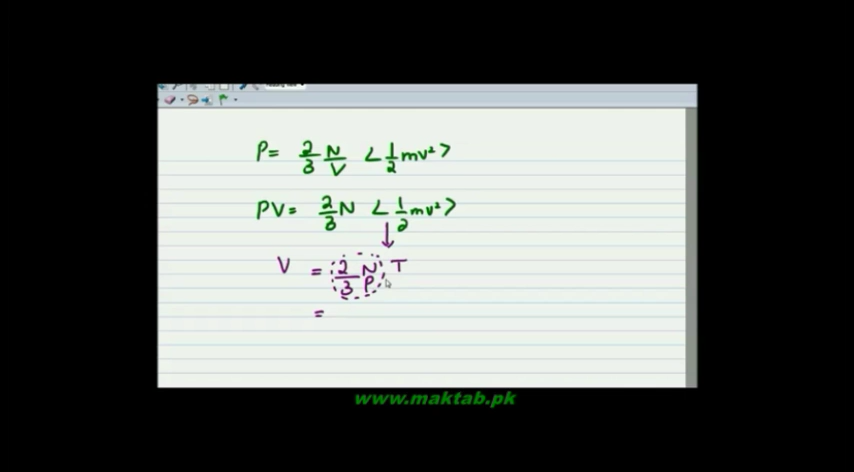 P = 2/3 N/V < 1/2 mv² >
PV = 2/3 N < 1/2 mv² >
V = 2/3 N/P T
=
www.maktab.pk